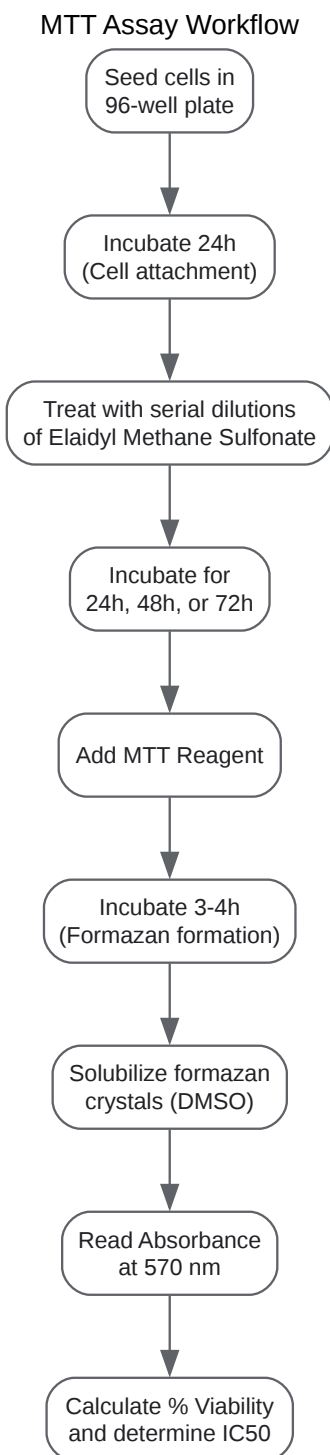 MTT Assay Workflow
Seed cells in
96-well plate
Incubate 24h
(Cell attachment)
Treat with serial dilutions
of Elaidyl Methane Sulfonate
Incubate for
24h, 48h, or 72h
Add MTT Reagent
Incubate 3-4h
(Formazan formation)
Solubilize formazan
crystals (DMSO)
Read Absorbance
at 570 nm
Calculate % Viability
and determine IC50